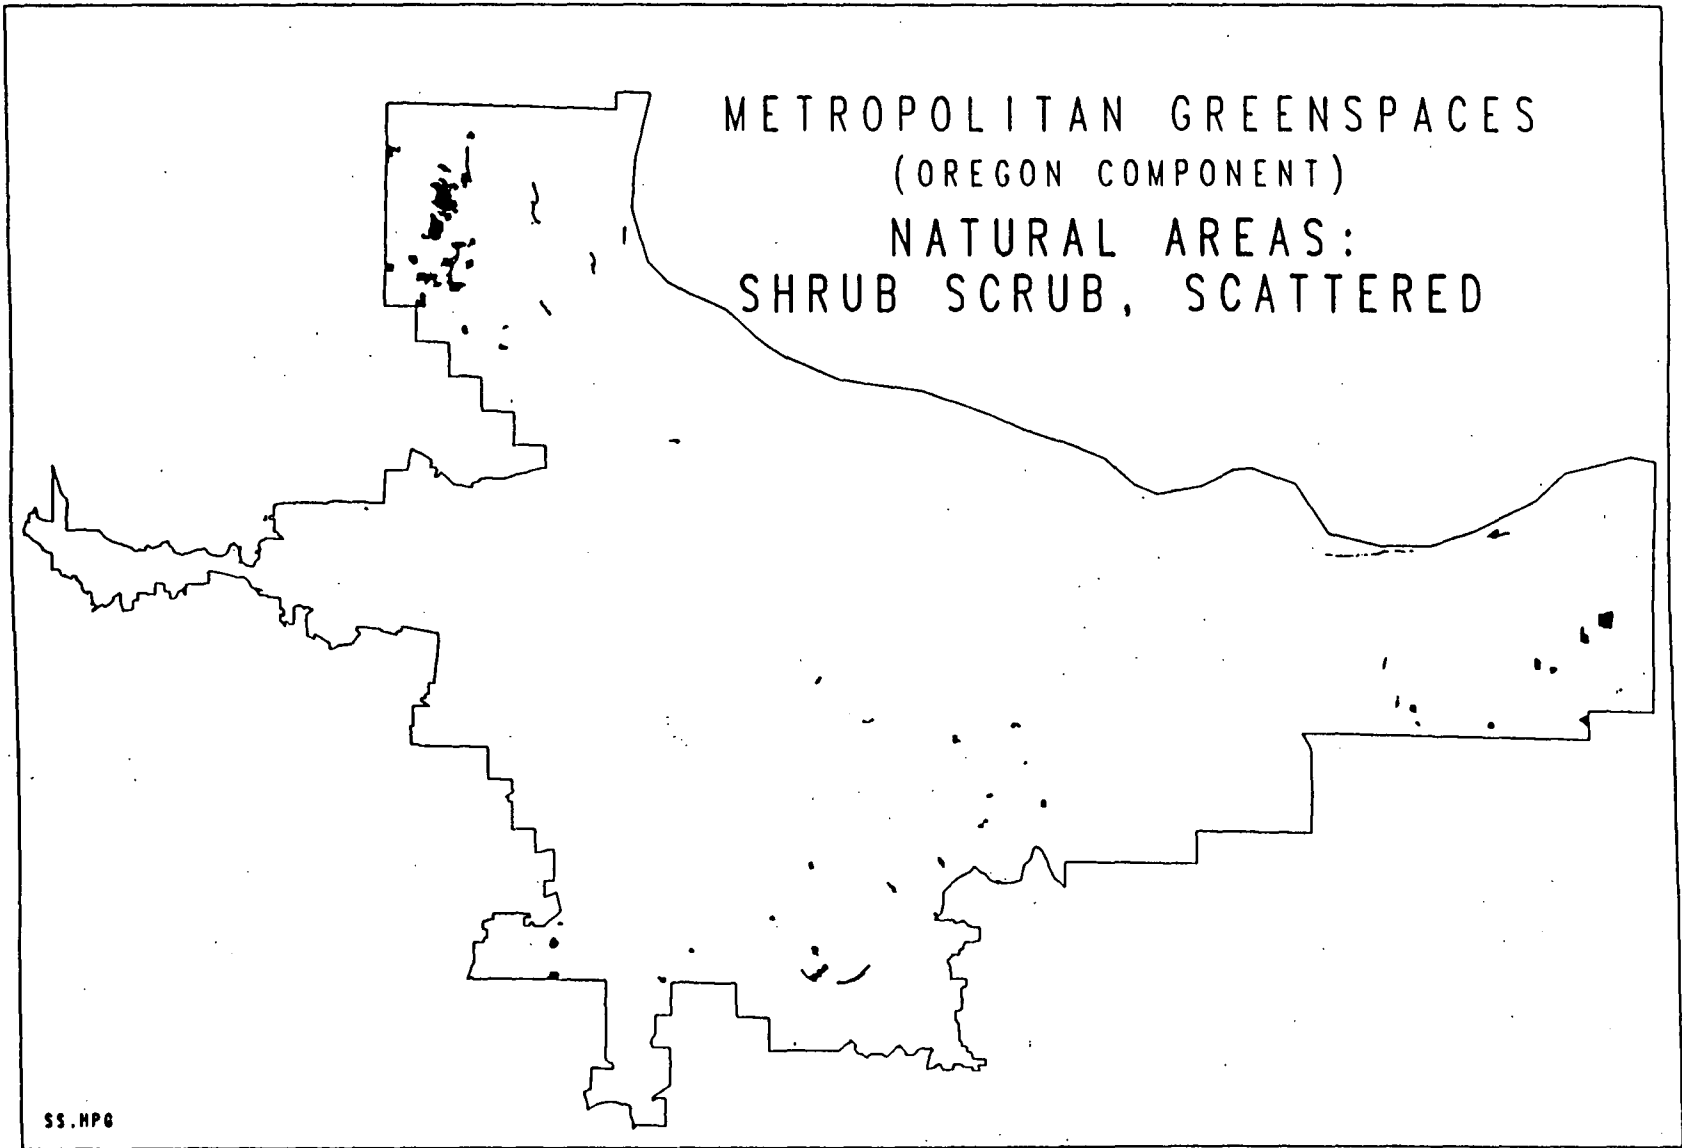 METROPOLITAN GREENSPACES
(OREGON COMPONENT)
NATURAL AREAS:
SHRUB SCRUB, SCATTERED
SS.HPG